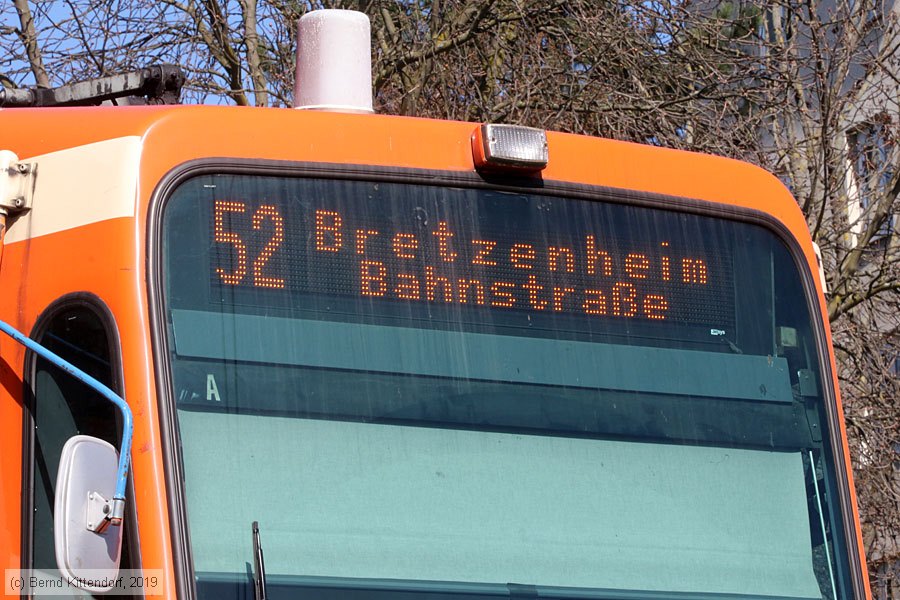 52 Bretzenheim
Bahnstraße
A
(c) Bernd Kittendorf, 2019